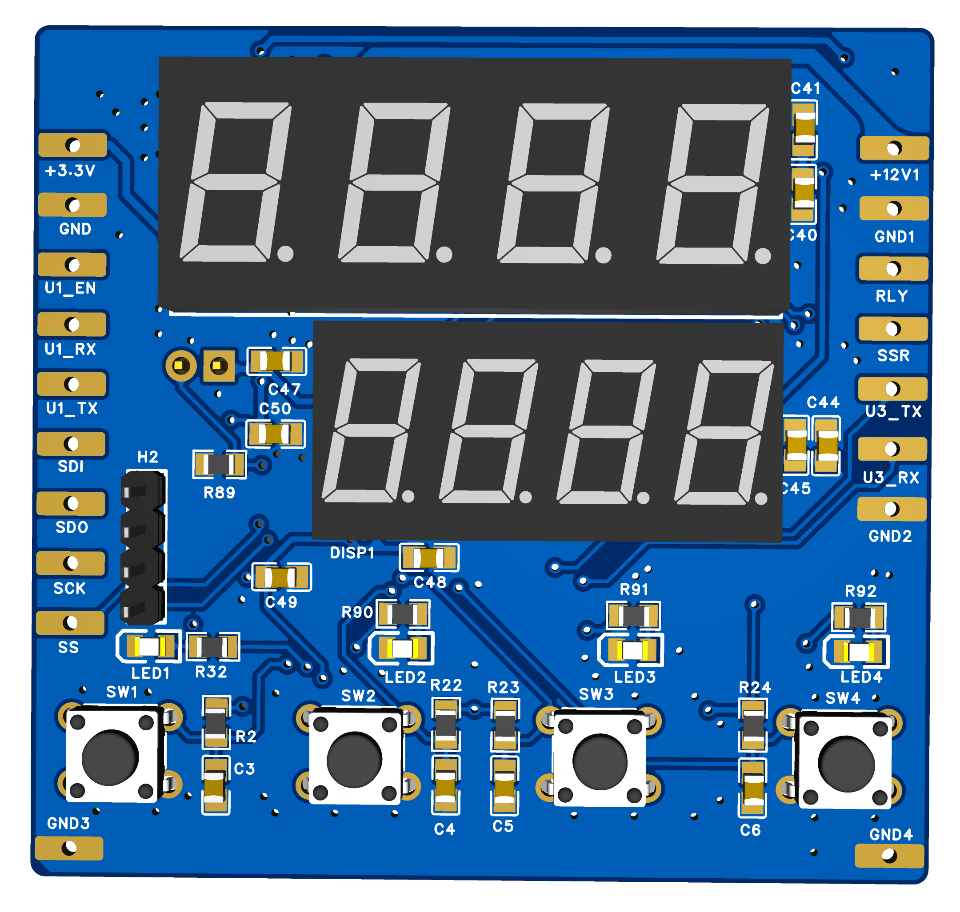 C41
+3.3V
+12V1
GND
C40
GND1
U1_EN
RLY
U1_RX
SSR
C47
U1_TX
C50
C44
U3_TX
SDI
H2
R89
C45
U3_RX
SDO
GND2
DISP1
SCK
C49
C48
R90
R91
R92
SS
LED1
R32
LED2
LED3
LED4
SW1
SW2
R22
R23
SW3
R24
SW4
R2
C3
GND3
C4
C5
C6
GND4